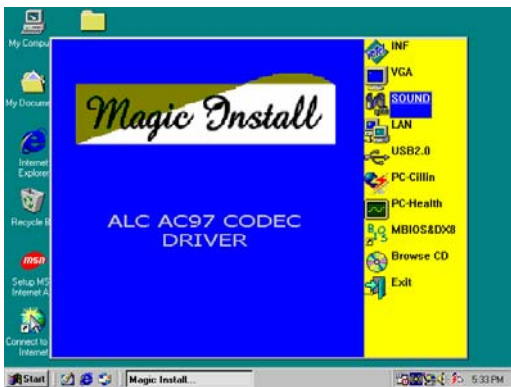 My Compu
My Docume
Internet
Explorer
Recycle B
msn
Setup MS
Internet A
Connect to
Internet
Magic Install
ALC AC97 CODEC
DRIVER
INF
VGA
SOUND
LAN
USB2.0
PC-Cillin
PC-Health
MBIOS&DX8
Browse CD
Exit
Start
Magic Install...
5:33 PM